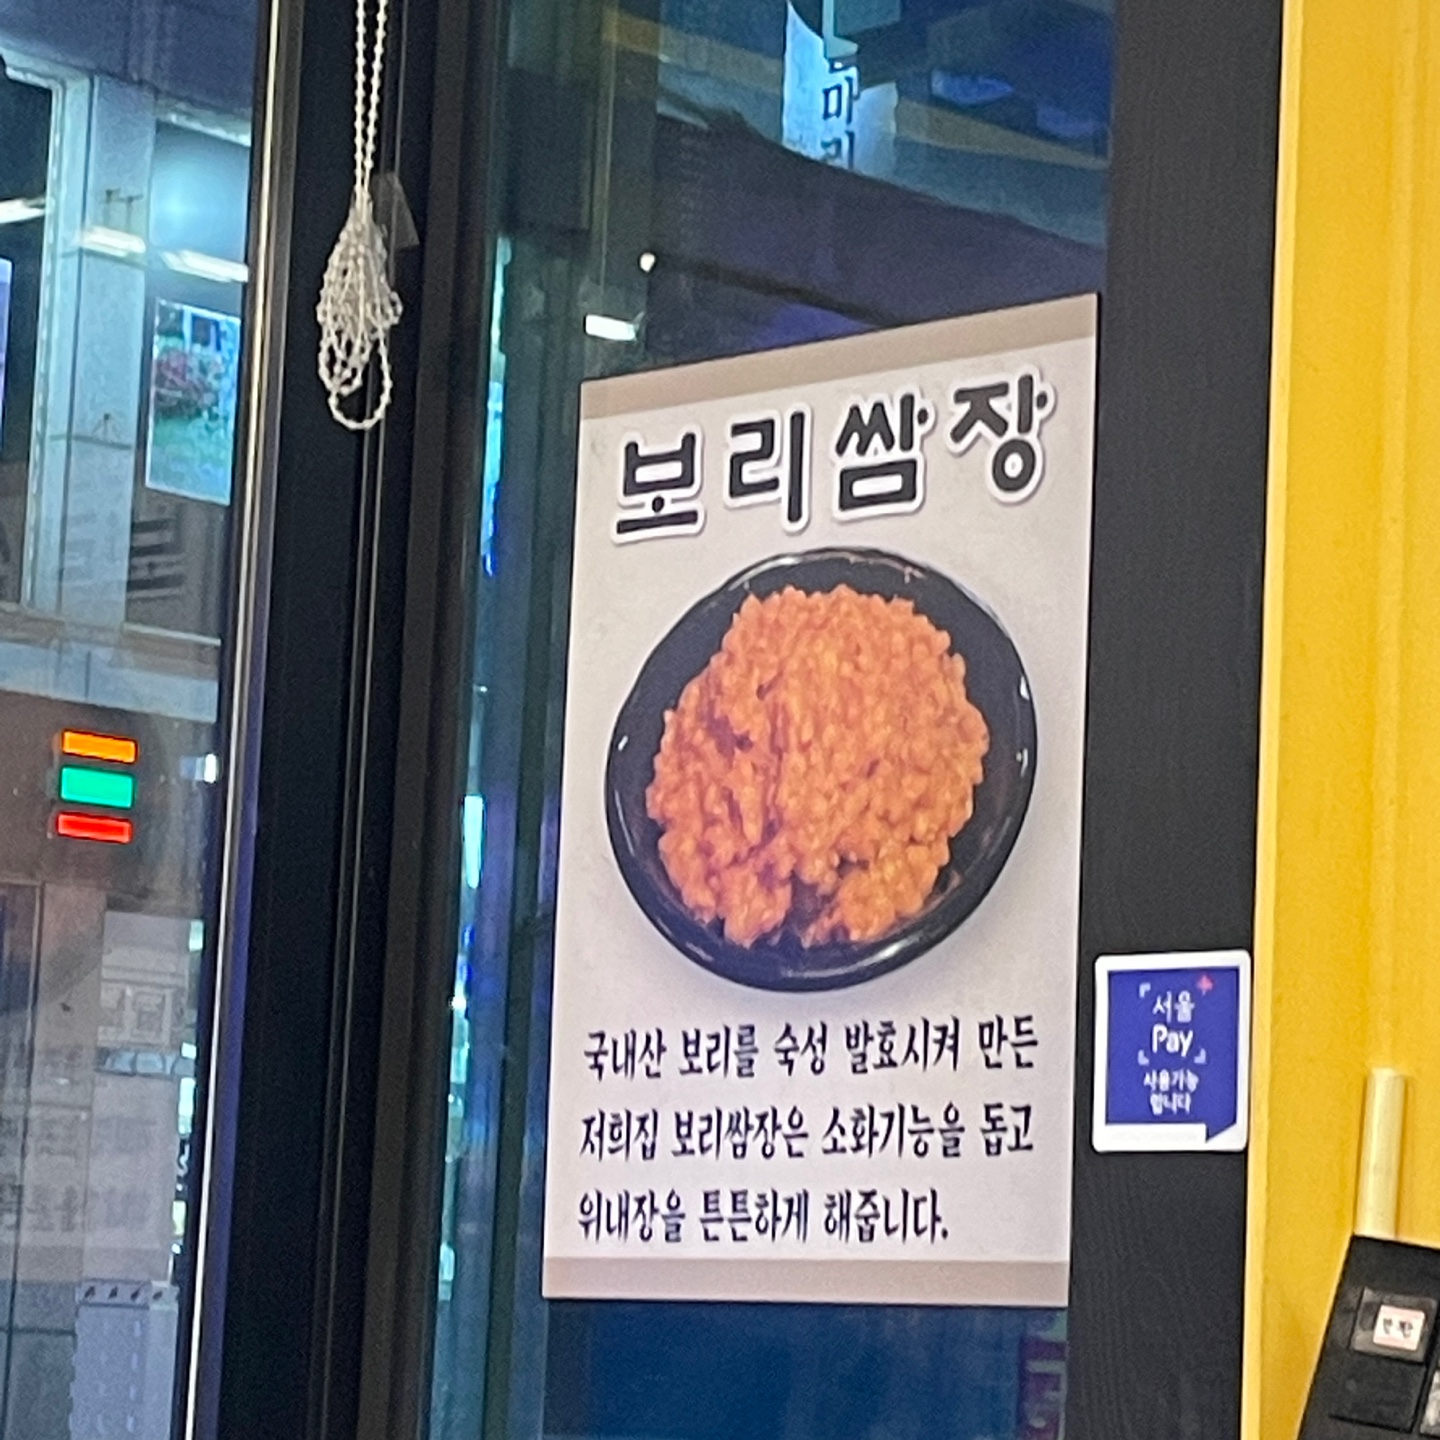 마리
보리쌈장
국내산 보리를 숙성 발효시켜 만든
저희집 보리쌈장은 소화기능을 돕고
위내장을 튼튼하게 해줍니다.
서울
Pay
사용가능
합니다